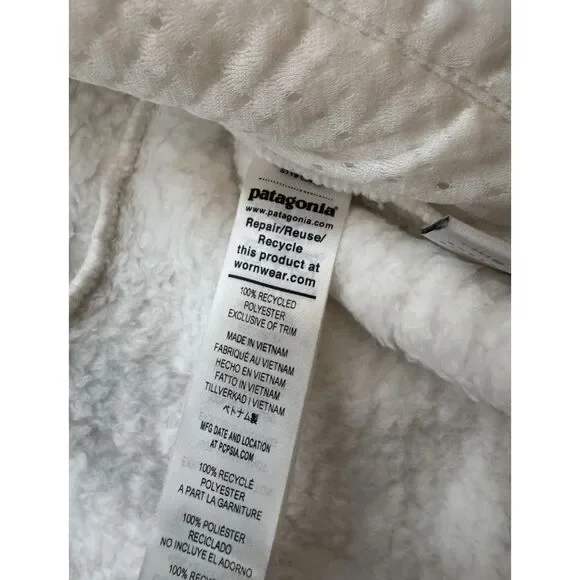 patagonia®
www.patagonia.com
Repair/Reuse/
Recycle
this product at
wornwear.com
100% RECYCLED
POLYESTER
EXCLUSIVE OF TRIM
MADE IN VIETNAM
FABRIQUÉ AU VIETNAM
HECHO EN VIETNAM
FATTO IN VIETNAM
TILLVERKAD I VIETNAM
ベトナム製
MFG DATE AND LOCATION
AT PCPSIA.COM
100% RECYCLÉ
POLYESTER
A PART LA GARNITURE
100% POLIÉSTER
RECICLADO
NO INCLUYE EL ADORNO